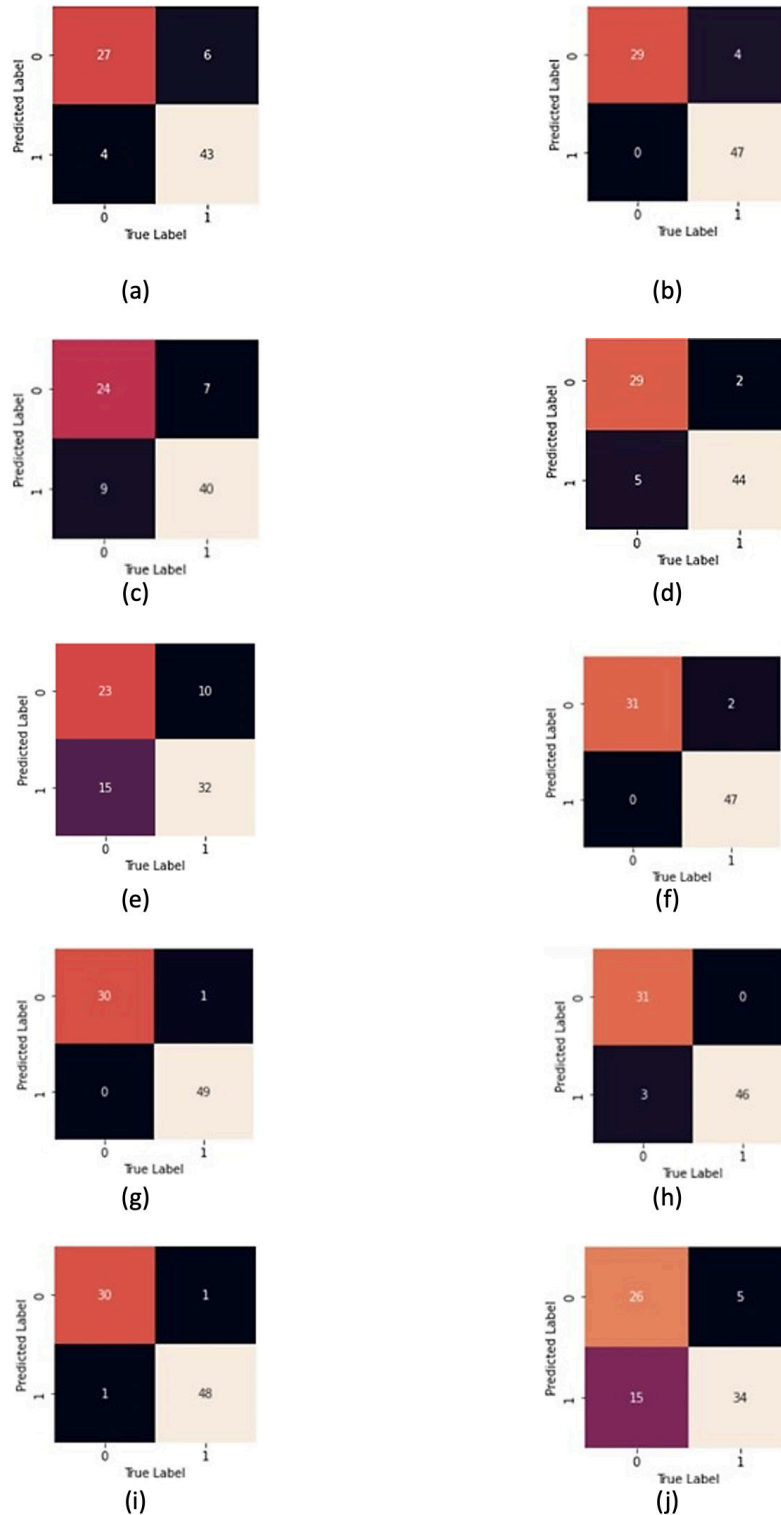 Predicted Label
0
27
6
1
4
43
0
1
True Label
(a)
Predicted Label
0
29
4
1
0
47
0
1
True Label
(b)
Predicted Label
0
24
7
1
9
40
0
1
True Label
(c)
Predicted Label
0
29
2
1
5
44
0
1
True Label
(d)
Predicted Label
0
23
10
1
15
32
0
1
True Label
(e)
Predicted Label
0
31
2
1
0
47
0
1
True Label
(f)
Predicted Label
0
30
1
1
0
49
0
1
True Label
(g)
Predicted Label
0
31
0
1
3
46
0
1
True Label
(h)
Predicted Label
0
30
1
1
1
48
0
1
True Label
(i)
Predicted Label
0
26
5
1
15
34
0
1
True Label
(j)